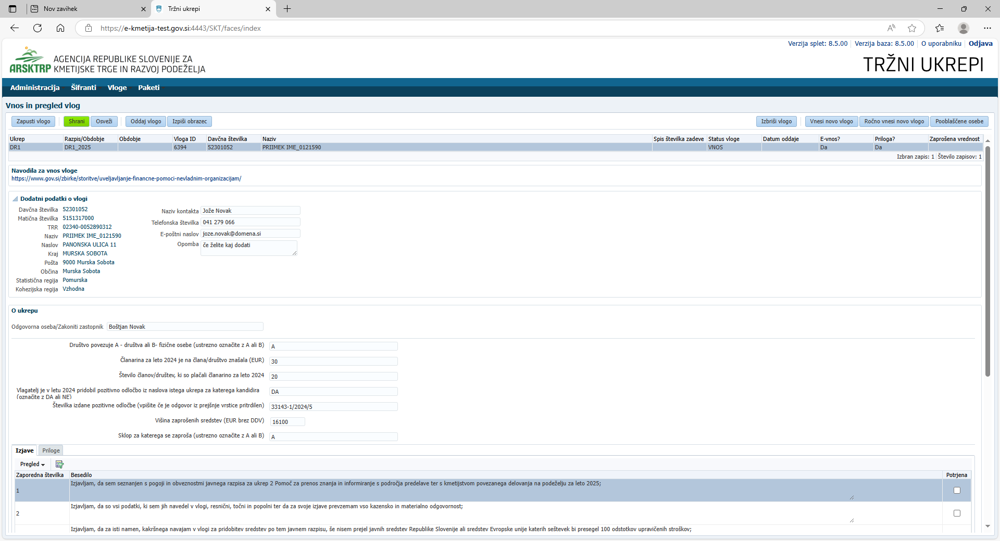 Nov zavihek
Tržni ukrepi
https://e-kmetija-test.gov.si:4443/SKT/faces/index
Verzija splet: 8.5.00 Verzija baza: 8.5.00 O uporabniku Odjava
ARSKTRP
AGENCIJA REPUBLIKE SLOVENIJE ZA
KMETIJSKE TRGE IN RAZVOJ PODEŽELJA
TRŽNI UKREPI
Administracija Šifranti Vloge Paketi
Vnos in pregled vlog
Zapusti vlogo Shrani Osveži Oddaj vlogo Izpiši obrazec Izbriši vlogo Vnesi novo vlogo Ročno vnesi novo vlogo Pooblaščene osebe
Ukrep Razpis/Obdobje Obdobje Vloga ID Davčna številka Naziv Spis številka zadeve Status vloge Datum oddaje E-vnos? Priloga? Zaprošena vrednost
DR1 DR1_2025 6394 52301052 PRIIMEK IME_0121590 VNOS Da Da
Izbran zapis: 1 Število zapisov: 1
Navodila za vnos vloge
https://www.gov.si/zbirke/storitve/uveljavljanje-financne-pomoci-nevladnim-organizacijam/
Dodatni podatki o vlogi
Davčna številka 52301052
Matična številka 5151317000
TRR 02340-0052890312
Naziv PRIIMEK IME_0121590
Naslov PANONSKA ULICA 11
Kraj MURSKA SOBOTA
Pošta 9000 Murska Sobota
Občina Murska Sobota
Statistična regija Pomurska
Kohezijska regija Vzhodna
Naziv kontakta Jože Novak
Telefonska številka 041 279 066
E-poštni naslov joze.novak@domena.si
Opomba če želite kaj dodati
O ukrepu
Odgovorna oseba/Zakoniti zastopnik Boštjan Novak
Društvo povezuje A - društva ali B- fizične osebe (ustrezno označite z A ali B) A
Članarina za leto 2024 je na člana/društvo znašala (EUR) 30
Število članov/društev, ki so plačali članarino za leto 2024 20
Vlagatelj je v letu 2024 pridobil pozitivno odločbo iz naslova istega ukrepa za katerega kandidira
(označite z DA ali NE) DA
Številka izdane pozitivne odločbe (vpišite če je odgovor iz prejšnje vrstice pritrdilen) 33143-1/2024/5
Višina zaprošenih sredstev (EUR brez DDV) 16100
Sklop za katerega se zaproša (ustrezno označite z A ali B) A
Izjave Priloge
Pregled
Zaporedna številka Besedilo Potrjena
1 Izjavljam, da sem seznanjen s pogoji in obveznostmi javnega razpisa za ukrep 2 Pomoč za prenos znanja in informiranje s področja predelave ter s kmetijstvom povezanega delovanja na podeželju za leto 2025;
2 Izjavljam, da so vsi podatki, ki sem jih navedel v vlogi, resnični, točni in popolni ter da za svoje izjave prevzemam vso kazensko in materialno odgovornost;
Izjavljam, da za isti namen, kakršnega navajam v vlogi za pridobitev sredstev po tem javnem razpisu, še nisem prejel javnih sredstev Republike Slovenije ali sredstev Evropske unije katerih seštevek bi presegel 100 odstotkov upravičenih stroškov;